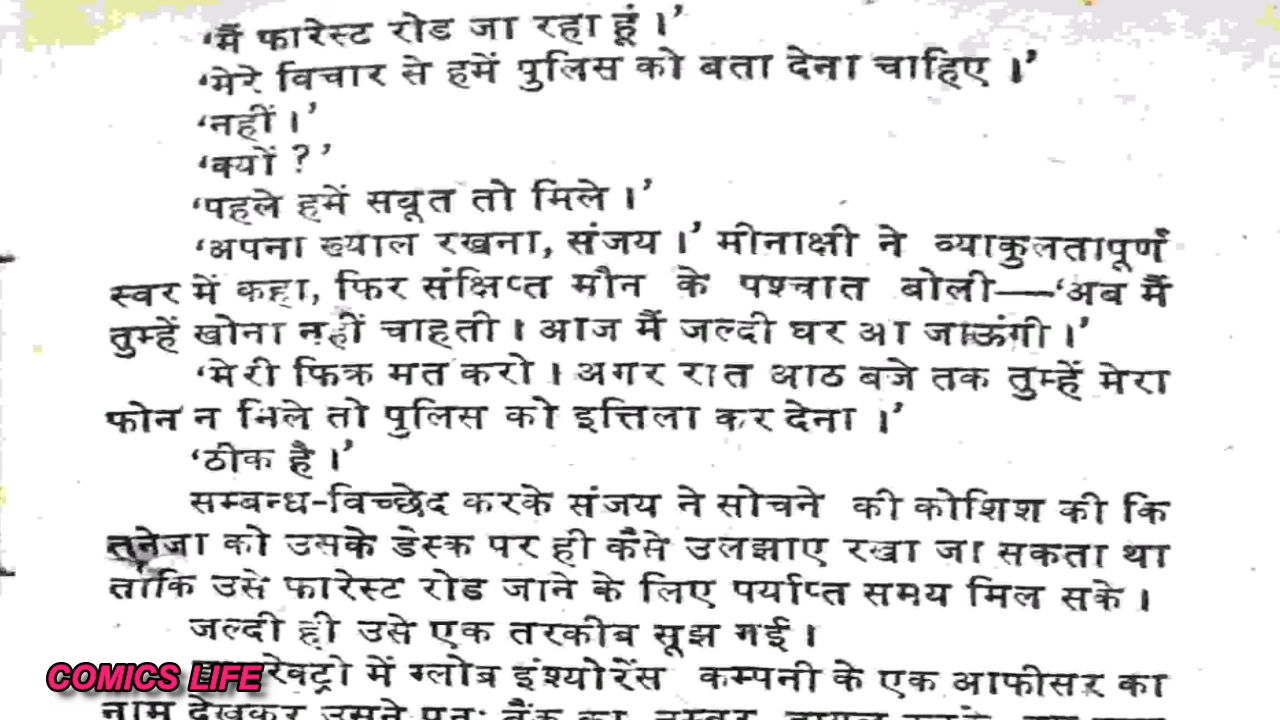 ‘मैं फारेस्ट रोड जा रहा हूं।’
‘मेरे विचार से हमें पुलिस को बता देना चाहिए।’
‘नहीं।’
‘क्यों ?’
‘पहले हमें सबूत तो मिले।’
‘अपना ख्याल रखना, संजय।’ मीनाक्षी ने व्याकुलतापूर्ण
स्वर में कहा, फिर संक्षिप्त मौन के पश्चात बोली—‘अब मैं
तुम्हें खोना नहीं चाहती। आज मैं जल्दी घर आ जाऊंगी।’
‘मेरी फिक्र मत करो। अगर रात आठ बजे तक तुम्हें मेरा
फोन न मिले तो पुलिस को इत्तिला कर देना।’
‘ठीक है।’
सम्बन्ध-विच्छेद करके संजय ने सोचने की कोशिश की कि
तनेजा को उसके डेस्क पर ही कैसे उलझाए रखा जा सकता था
ताकि उसे फारेस्ट रोड जाने के लिए पर्याप्त समय मिल सके।
जल्दी ही उसे एक तरकीब सूझ गई।
COMICS LIFE
में ग्लोब इंश्योरेंस कम्पनी के एक आफीसर का
नाम देखकर उसने पुनः बैंक का नम्बर